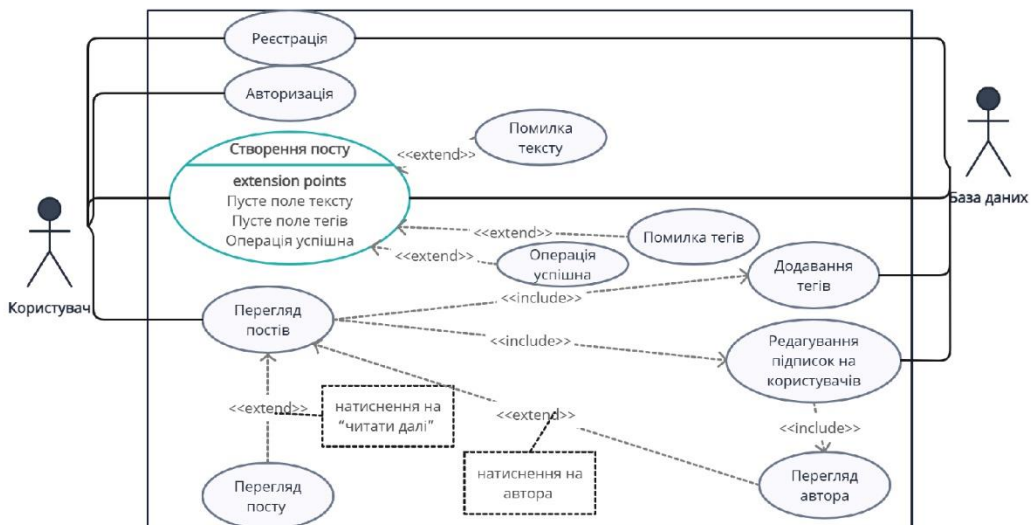 Реєстрація
Авторизація
Створення посту
extension points
Пусте поле тексту
Пусте поле тегів
Операція успішна
<<extend>>
Помилка
тексту
<<extend>>
Помилка тегів
<<extend>>
Операція
успішна
Користувач
База даних
Перегляд
постів
<<include>>
Додавання
тегів
<<include>>
Редагування
підписок на
користувачів
<<extend>>
натиснення на
“читати далі”
<<extend>>
натиснення на
автора
<<include>>
Перегляд
посту
Перегляд
автора